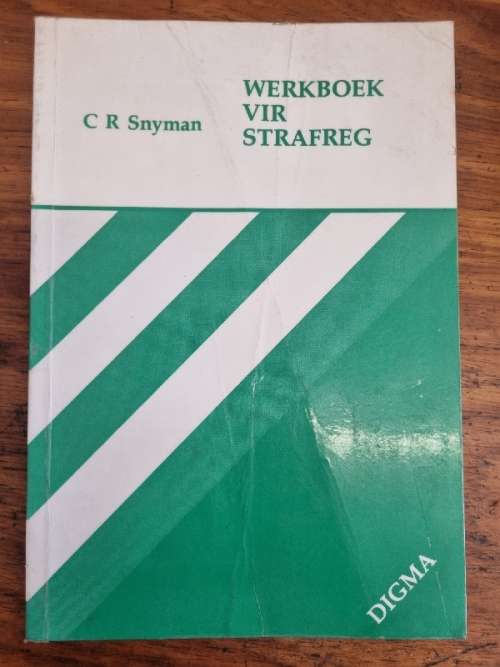 C R Snyman
WERKBOEK
VIR
STRAFREG
DIGMA